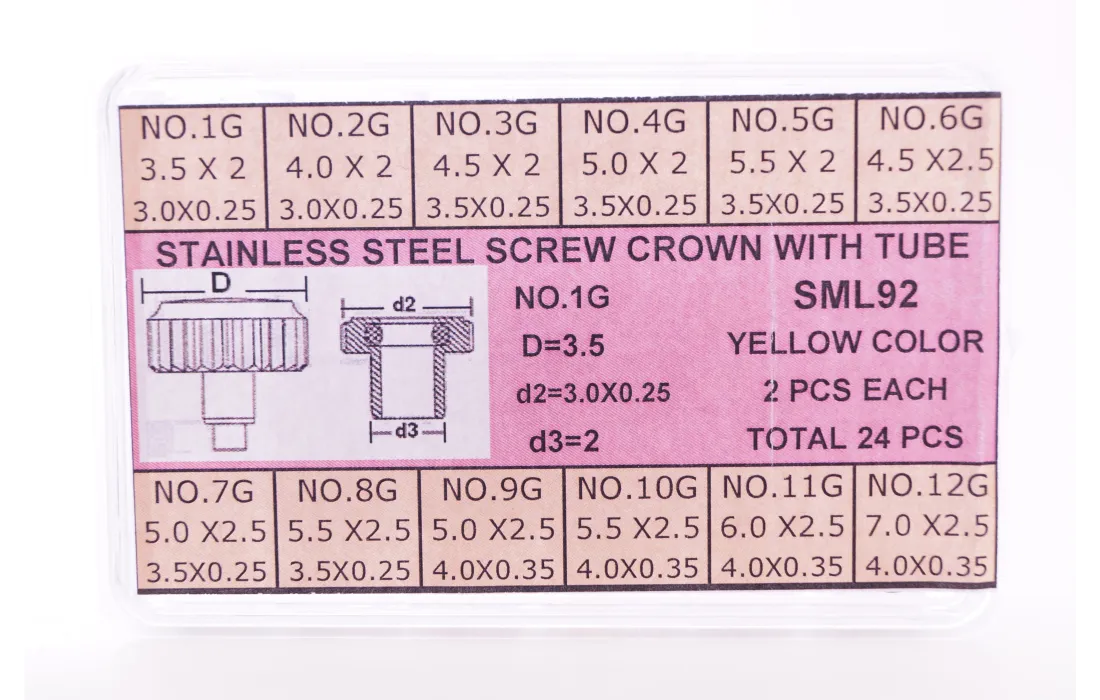 NO.1G NO.2G NO.3G NO.4G NO.5G NO.6G
3.5 X 2 4.0 X 2 4.5 X 2 5.0 X 2 5.5 X 2 4.5 X2.5
3.0X0.25 3.0X0.25 3.5X0.25 3.5X0.25 3.5X0.25 3.5X0.25
STAINLESS STEEL SCREW CROWN WITH TUBE
D
d2
d3
NO.1G
D=3.5
d2=3.0X0.25
d3=2
SML92
YELLOW COLOR
2 PCS EACH
TOTAL 24 PCS
NO.7G NO.8G NO.9G NO.10G NO.11G NO.12G
5.0 X2.5 5.5 X2.5 5.0 X2.5 5.5 X2.5 6.0 X2.5 7.0 X2.5
3.5X0.25 3.5X0.25 4.0X0.35 4.0X0.35 4.0X0.35 4.0X0.35